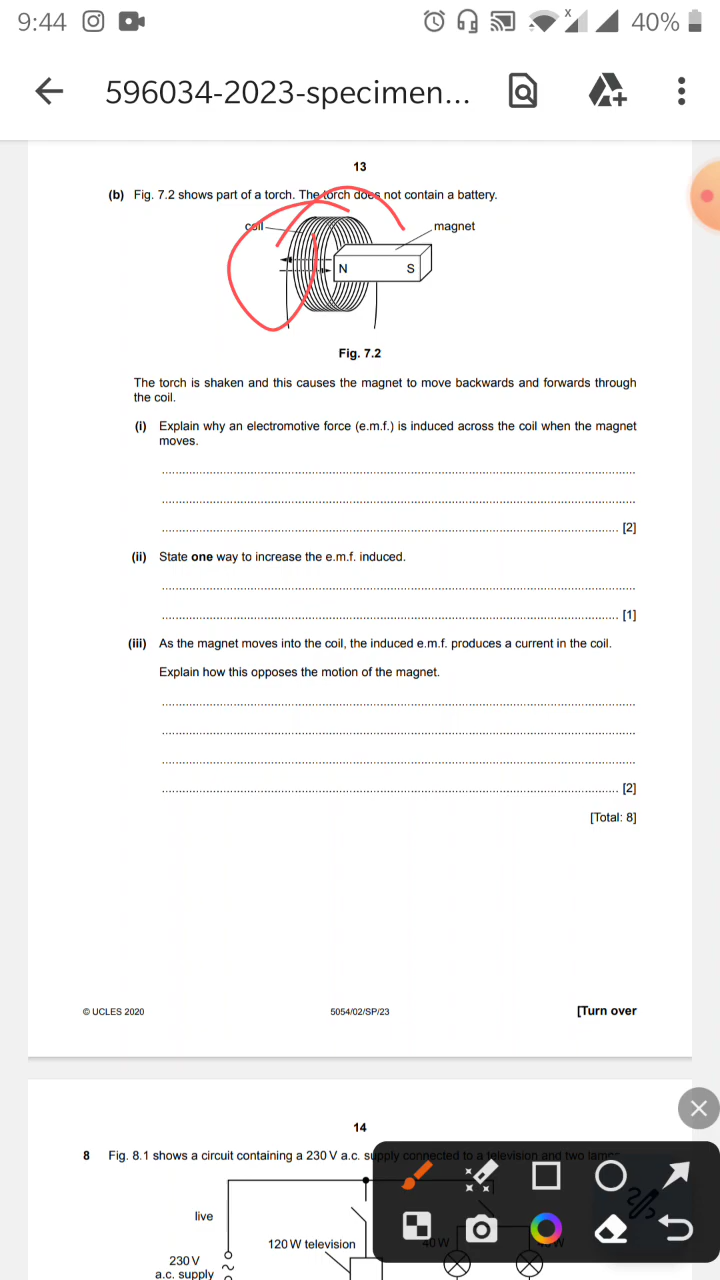 9:44
40%
596034-2023-specimen...
13
(b) Fig. 7.2 shows part of a torch. The torch does not contain a battery.
coil
magnet
N
S
Fig. 7.2
The torch is shaken and this causes the magnet to move backwards and forwards through
the coil.
(i) Explain why an electromotive force (e.m.f.) is induced across the coil when the magnet
moves.
[2]
(ii) State one way to increase the e.m.f. induced.
[1]
(iii) As the magnet moves into the coil, the induced e.m.f. produces a current in the coil.
Explain how this opposes the motion of the magnet.
[2]
[Total: 8]
© UCLES 2020
5054/02/SP/23
[Turn over
14
8 Fig. 8.1 shows a circuit containing a 230 V a.c. supply connected to a television and two lamps
live
120 W television
230 V
a.c. supply